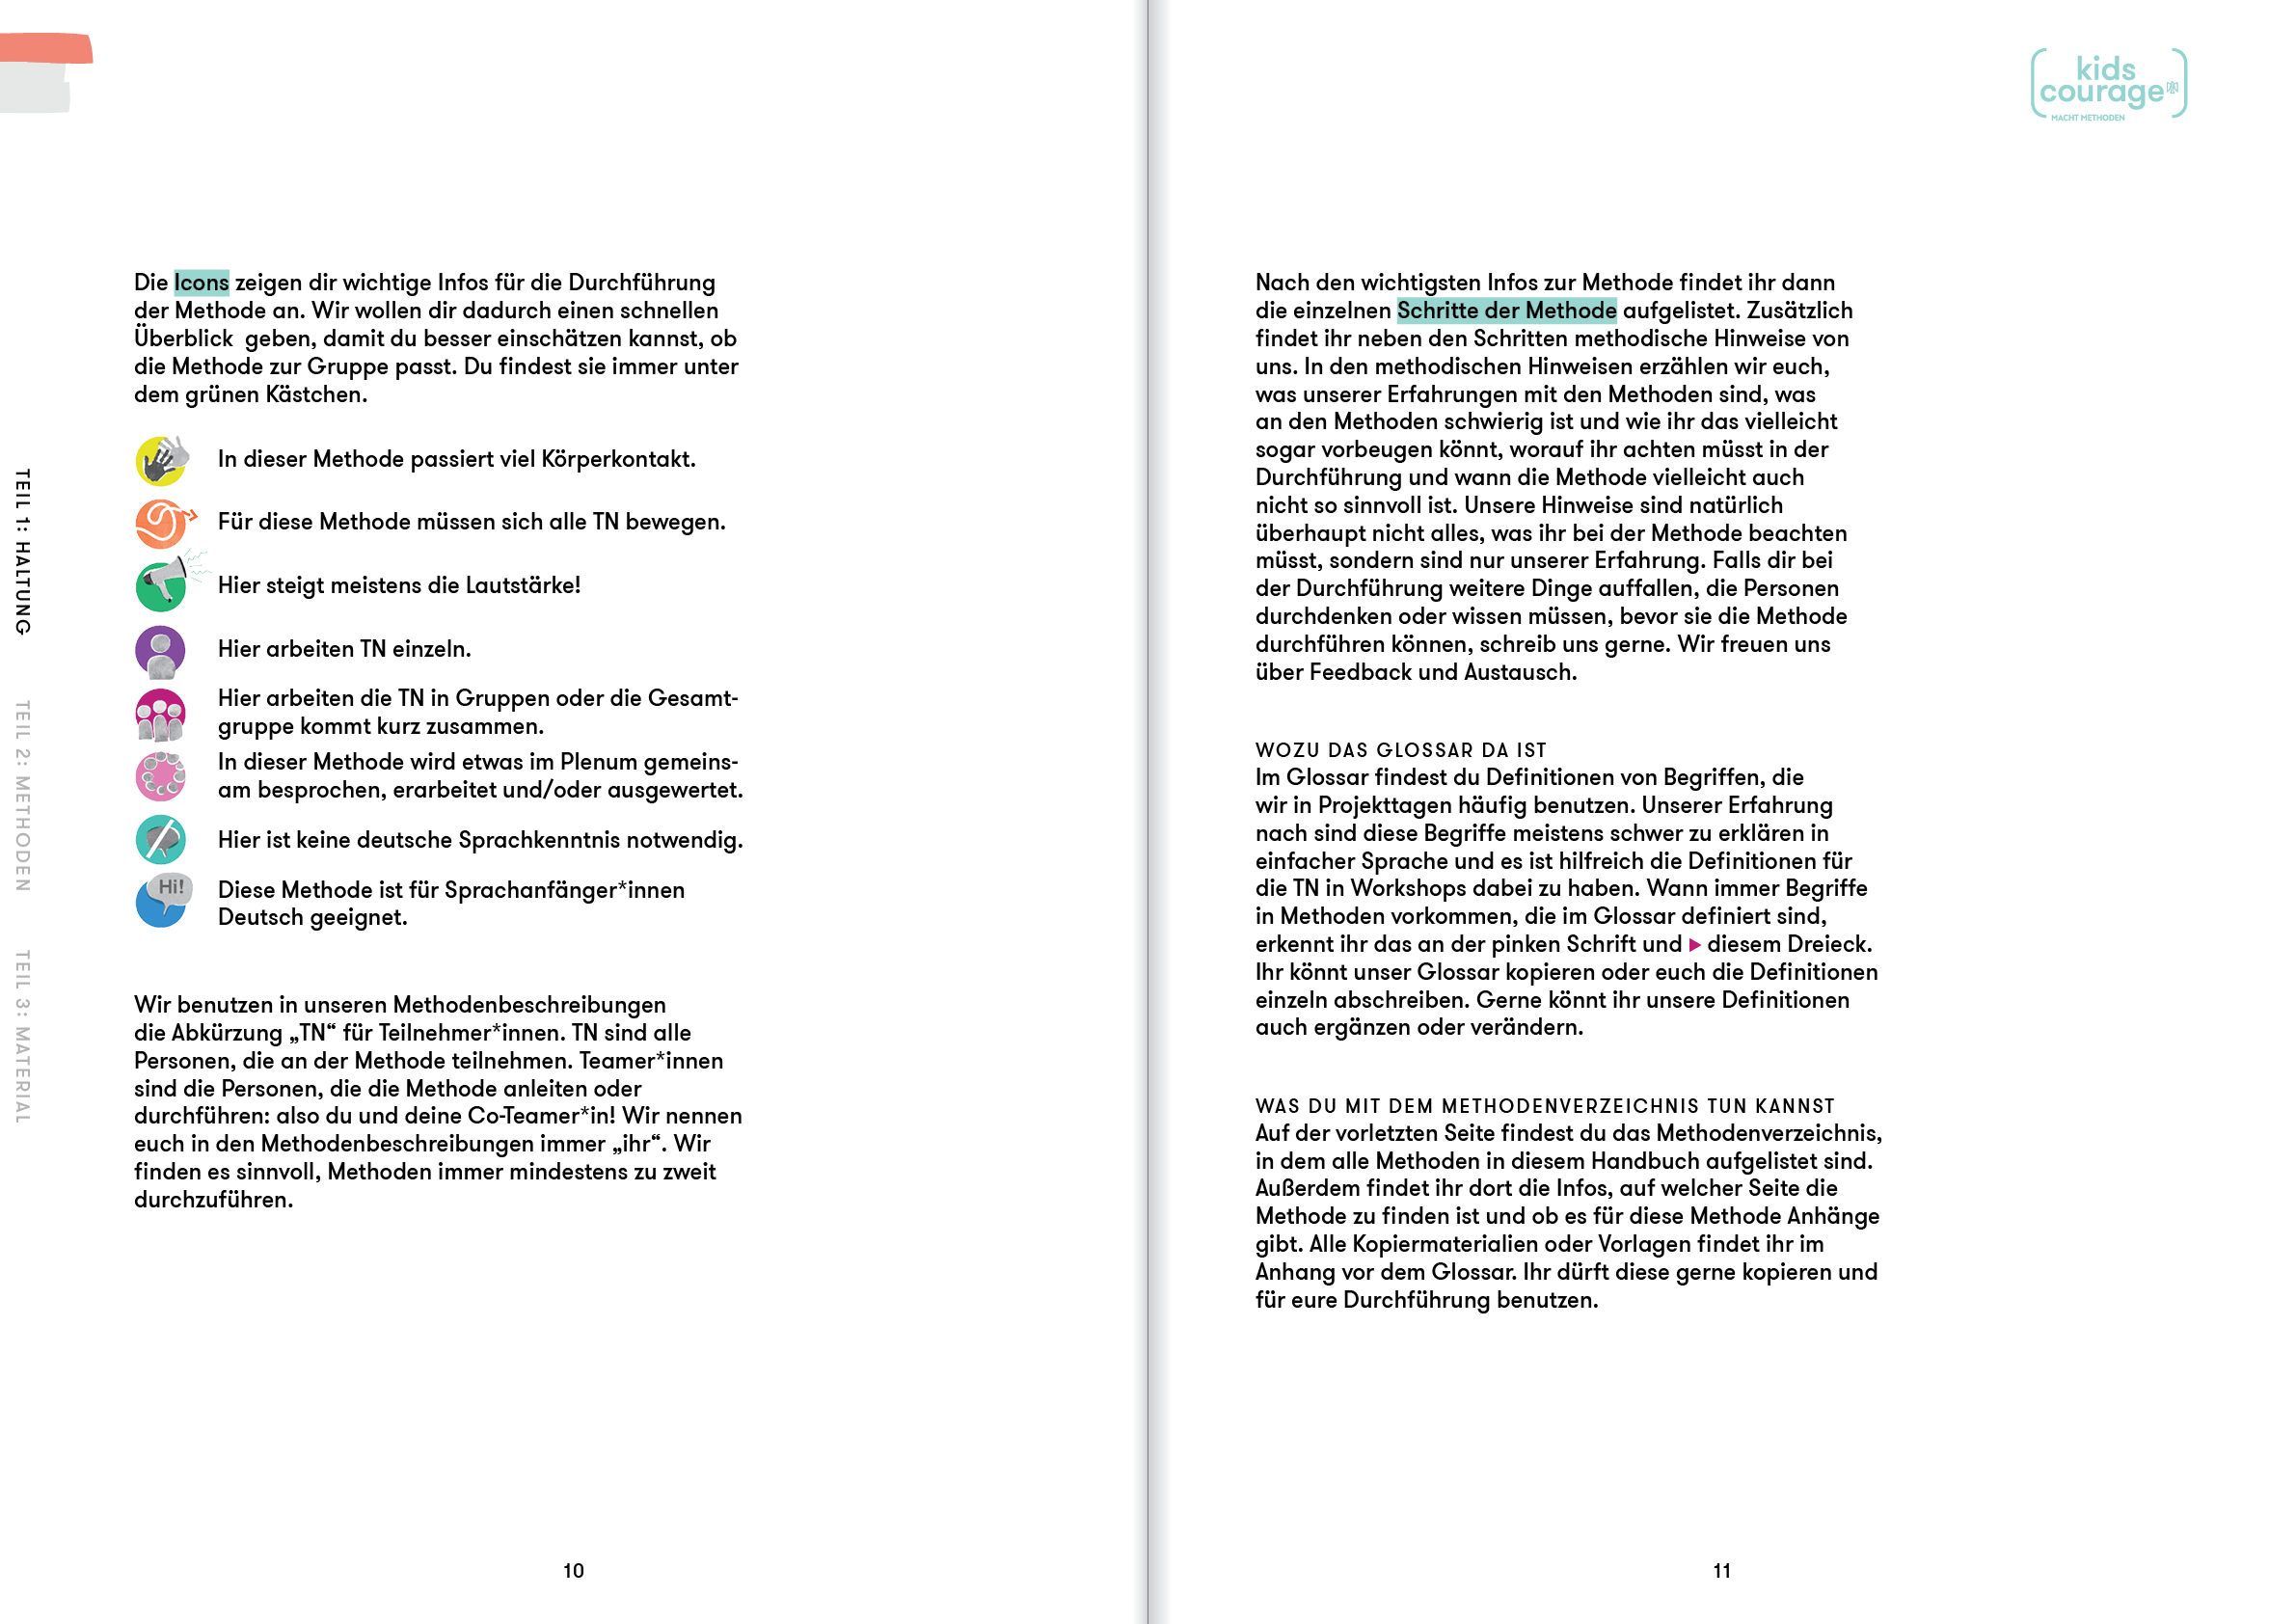 Die Icons zeigen dir wichtige Infos für die Durchführung
der Methode an. Wir wollen dir dadurch einen schnellen
Überblick  geben, damit du besser einschätzen kannst, ob
die Methode zur Gruppe passt. Du findest sie immer unter
dem grünen Kästchen.
In dieser Methode passiert viel Körperkontakt.
Für diese Methode müssen sich alle TN bewegen.
Hier steigt meistens die Lautstärke!
Hier arbeiten TN einzeln.
Hier arbeiten die TN in Gruppen oder die Gesamt-
gruppe kommt kurz zusammen.
In dieser Methode wird etwas im Plenum gemeins-
am besprochen, erarbeitet und/oder ausgewertet.
Hier ist keine deutsche Sprachkenntnis notwendig.
Hi!
Diese Methode ist für Sprachanfänger*innen
Deutsch geeignet.
Wir benutzen in unseren Methodenbeschreibungen
die Abkürzung „TN“ für Teilnehmer*innen. TN sind alle
Personen, die an der Methode teilnehmen. Teamer*innen
sind die Personen, die die Methode anleiten oder
durchführen: also du und deine Co-Teamer*in! Wir nennen
euch in den Methodenbeschreibungen immer „ihr“. Wir
finden es sinnvoll, Methoden immer mindestens zu zweit
durchzuführen.
TEIL 1: HALTUNG
TEIL 2: METHODEN
TEIL 3: MATERIAL
10
kids
courage
MACHT METHODEN
Nach den wichtigsten Infos zur Methode findet ihr dann
die einzelnen Schritte der Methode aufgelistet. Zusätzlich
findet ihr neben den Schritten methodische Hinweise von
uns. In den methodischen Hinweisen erzählen wir euch,
was unserer Erfahrungen mit den Methoden sind, was
an den Methoden schwierig ist und wie ihr das vielleicht
sogar vorbeugen könnt, worauf ihr achten müsst in der
Durchführung und wann die Methode vielleicht auch
nicht so sinnvoll ist. Unsere Hinweise sind natürlich
überhaupt nicht alles, was ihr bei der Methode beachten
müsst, sondern sind nur unserer Erfahrung. Falls dir bei
der Durchführung weitere Dinge auffallen, die Personen
durchdenken oder wissen müssen, bevor sie die Methode
durchführen können, schreib uns gerne. Wir freuen uns
über Feedback und Austausch.
WOZU DAS GLOSSAR DA IST
Im Glossar findest du Definitionen von Begriffen, die
wir in Projekttagen häufig benutzen. Unserer Erfahrung
nach sind diese Begriffe meistens schwer zu erklären in
einfacher Sprache und es ist hilfreich die Definitionen für
die TN in Workshops dabei zu haben. Wann immer Begriffe
in Methoden vorkommen, die im Glossar definiert sind,
erkennt ihr das an der pinken Schrift und ▶ diesem Dreieck.
Ihr könnt unser Glossar kopieren oder euch die Definitionen
einzeln abschreiben. Gerne könnt ihr unsere Definitionen
auch ergänzen oder verändern.
WAS DU MIT DEM METHODENVERZEICHNIS TUN KANNST
Auf der vorletzten Seite findest du das Methodenverzeichnis,
in dem alle Methoden in diesem Handbuch aufgelistet sind.
Außerdem findet ihr dort die Infos, auf welcher Seite die
Methode zu finden ist und ob es für diese Methode Anhänge
gibt. Alle Kopiermaterialien oder Vorlagen findet ihr im
Anhang vor dem Glossar. Ihr dürft diese gerne kopieren und
für eure Durchführung benutzen.
11